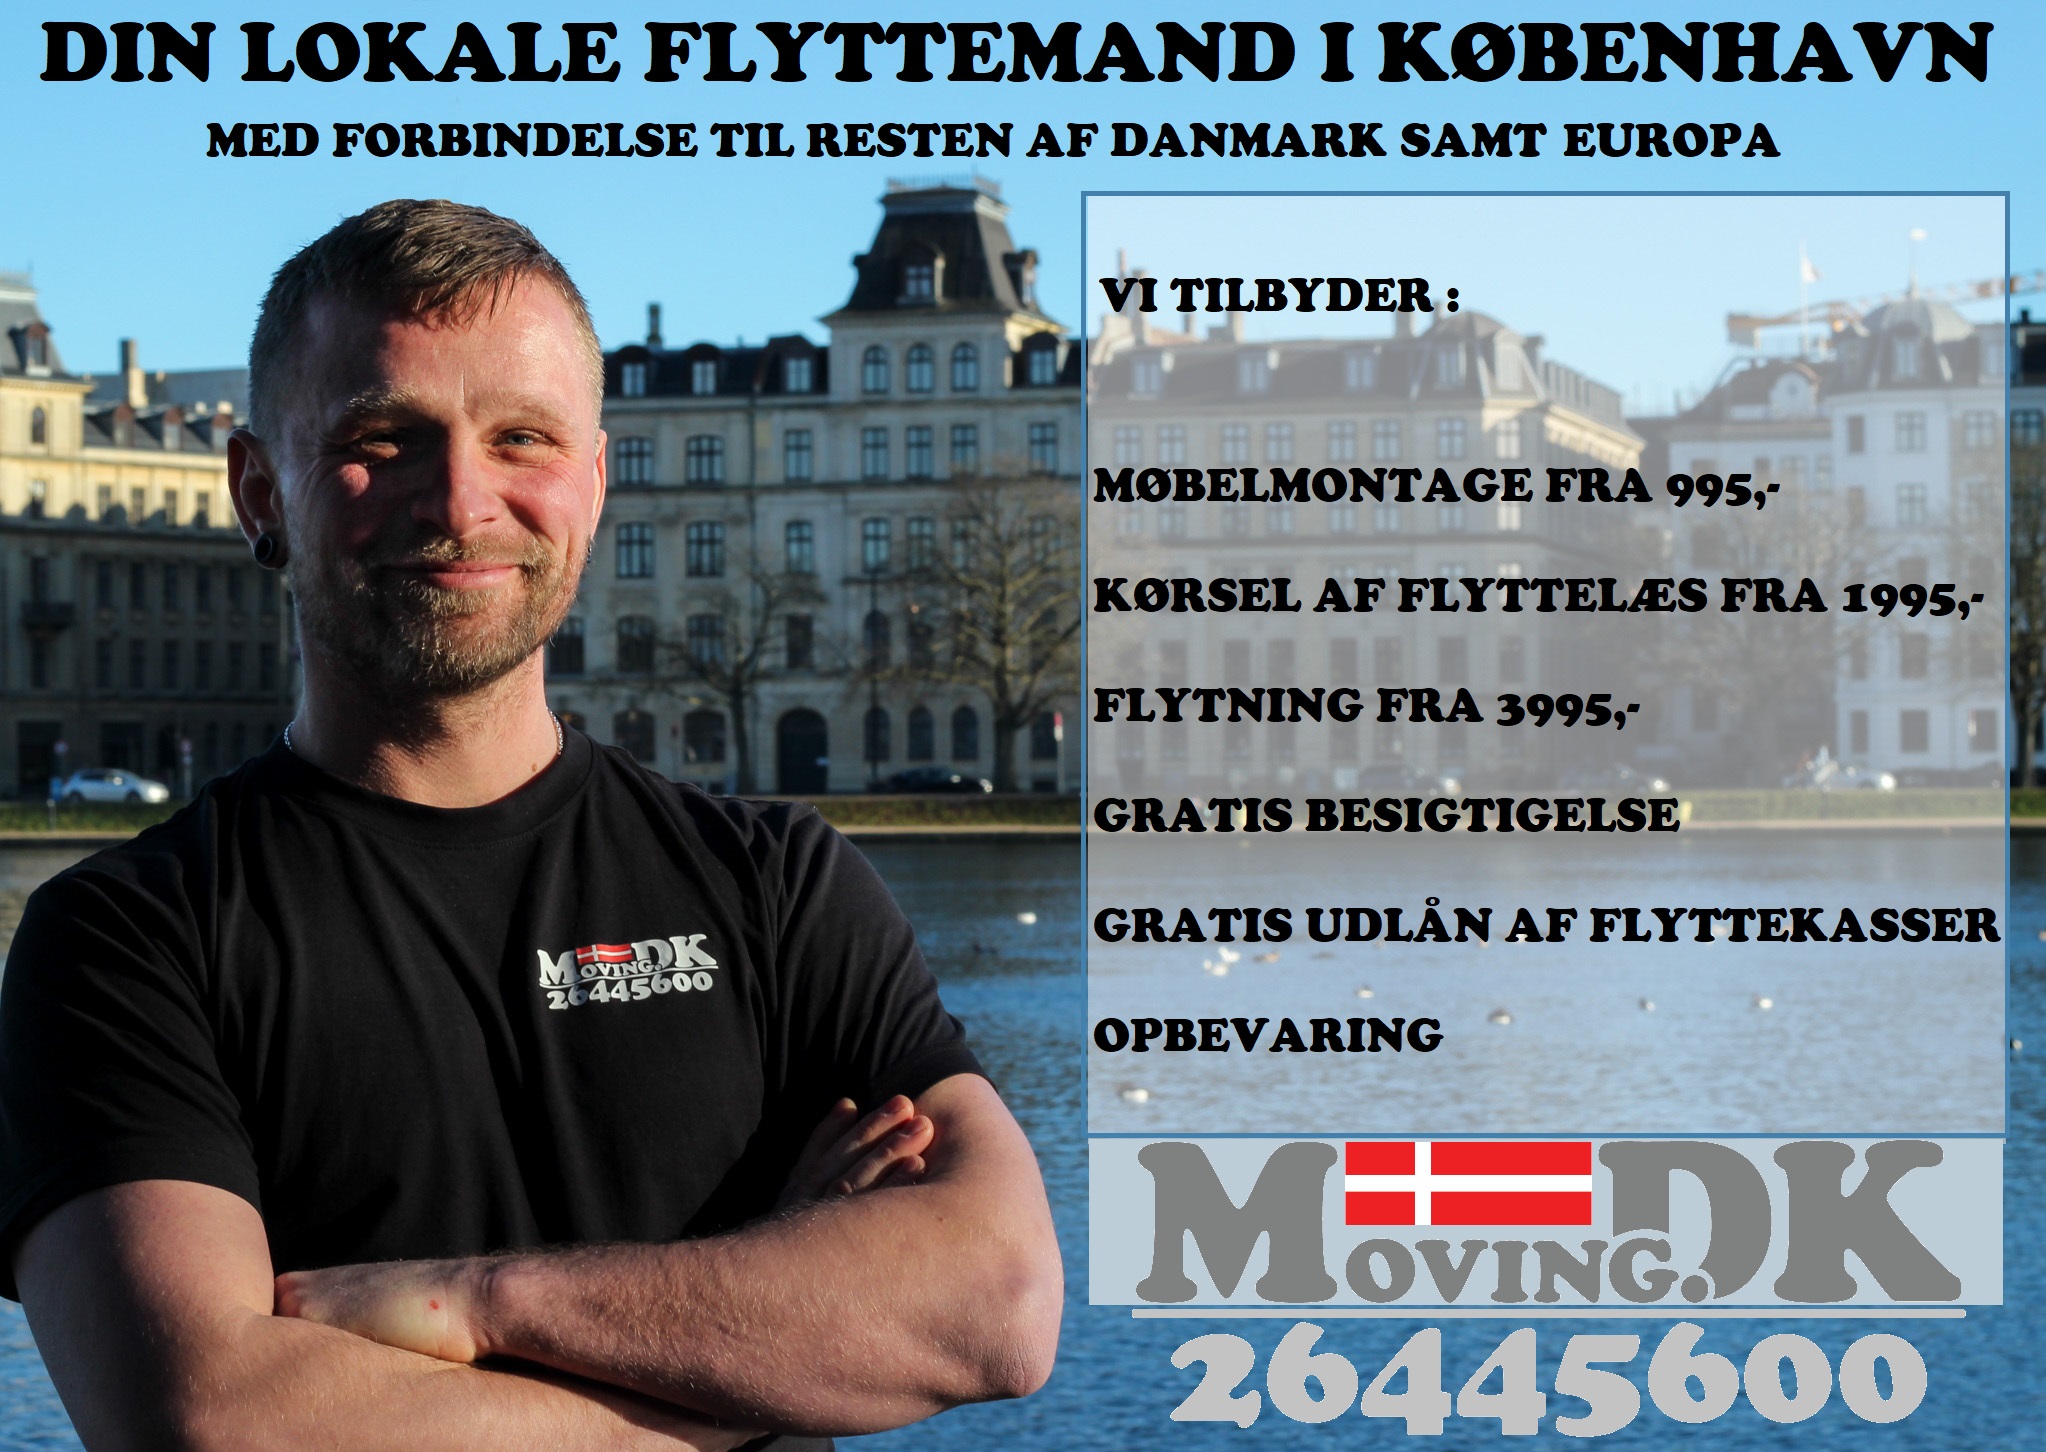 DIN LOKALE FLYTTEMAND I KØBENHAVN
MED FORBINDELSE TIL RESTEN AF DANMARK SAMT EUROPA
VI TILBYDER :
MØBELMONTAGE FRA 995,-
KØRSEL AF FLYTTELÆS FRA 1995,-
FLYTNING FRA 3995,-
GRATIS BESIGTIGELSE
GRATIS UDLÅN AF FLYTTEKASSER
OPBEVARING
MOVING.DK
26445600
MOVING.DK
26445600